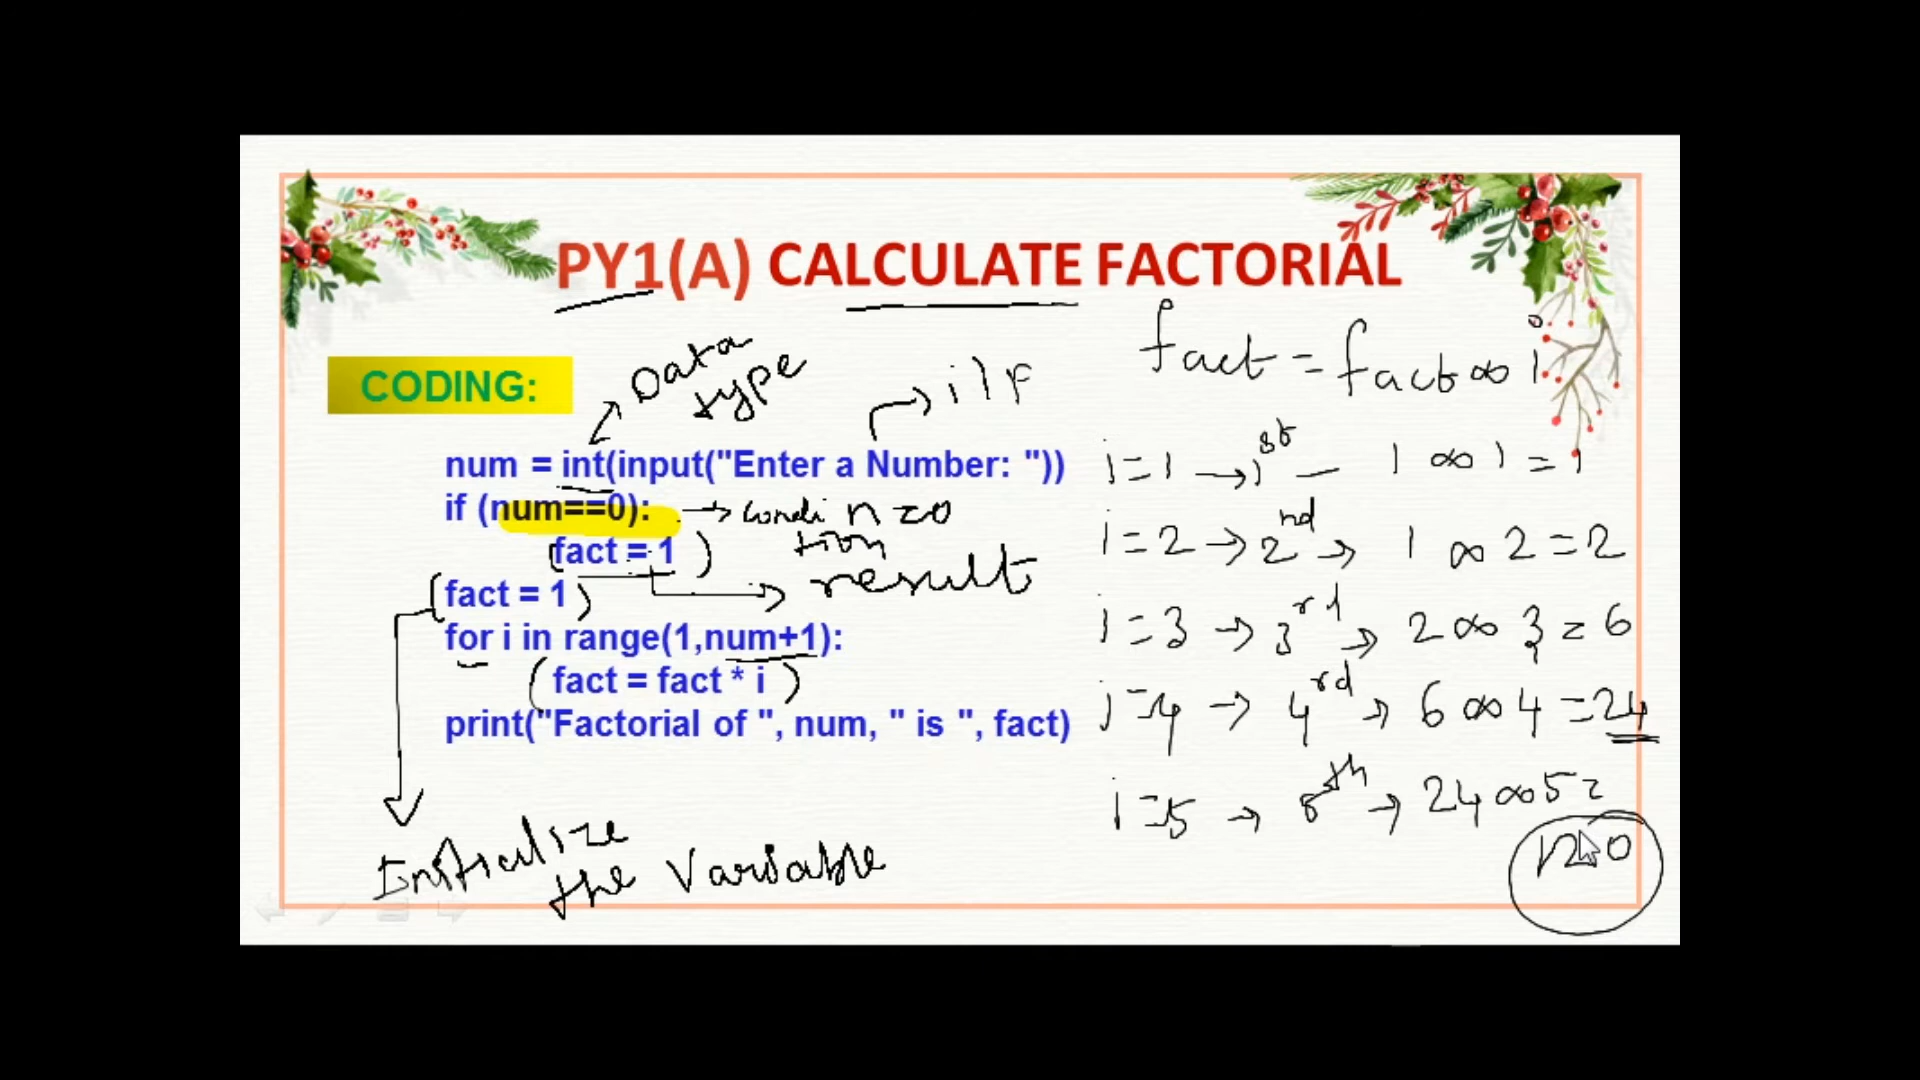 PY1(A) CALCULATE FACTORIAL
CODING:
Data type
i/P
num = int(input("Enter a Number: "))
if (num==0):
condition n=0
fact = 1
result
fact = 1
for i in range(1,num+1):
fact = fact * i
print("Factorial of ", num, " is ", fact)
Initialize
the Variable
fact = fact ∞ i
i=1 → 1st – 1 ∞ 1 = 1
i=2 → 2nd → 1 ∞ 2 = 2
i=3 → 3rd → 2 ∞ 3 = 6
i=4 → 4rd → 6 ∞ 4 = 24
i=5 → 5th → 24 ∞ 5 =
120